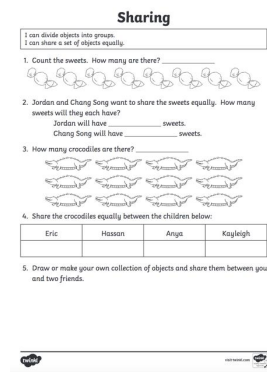 Sharing
I can divide objects into groups.
I can share a set of objects equally.
1. Count the sweets. How many are there? ____________
2. Jordan and Chang Song want to share the sweets equally. How many
sweets will they each have?
Jordan will have ____________ sweets.
Chang Song will have ____________ sweets.
3. How many crocodiles are there? ____________
4. Share the crocodiles equally between the children below:
Eric Hassan Anya Kayleigh
5. Draw or make your own collection of objects and share them between you
and two friends.
twinkl visit twinkl.com